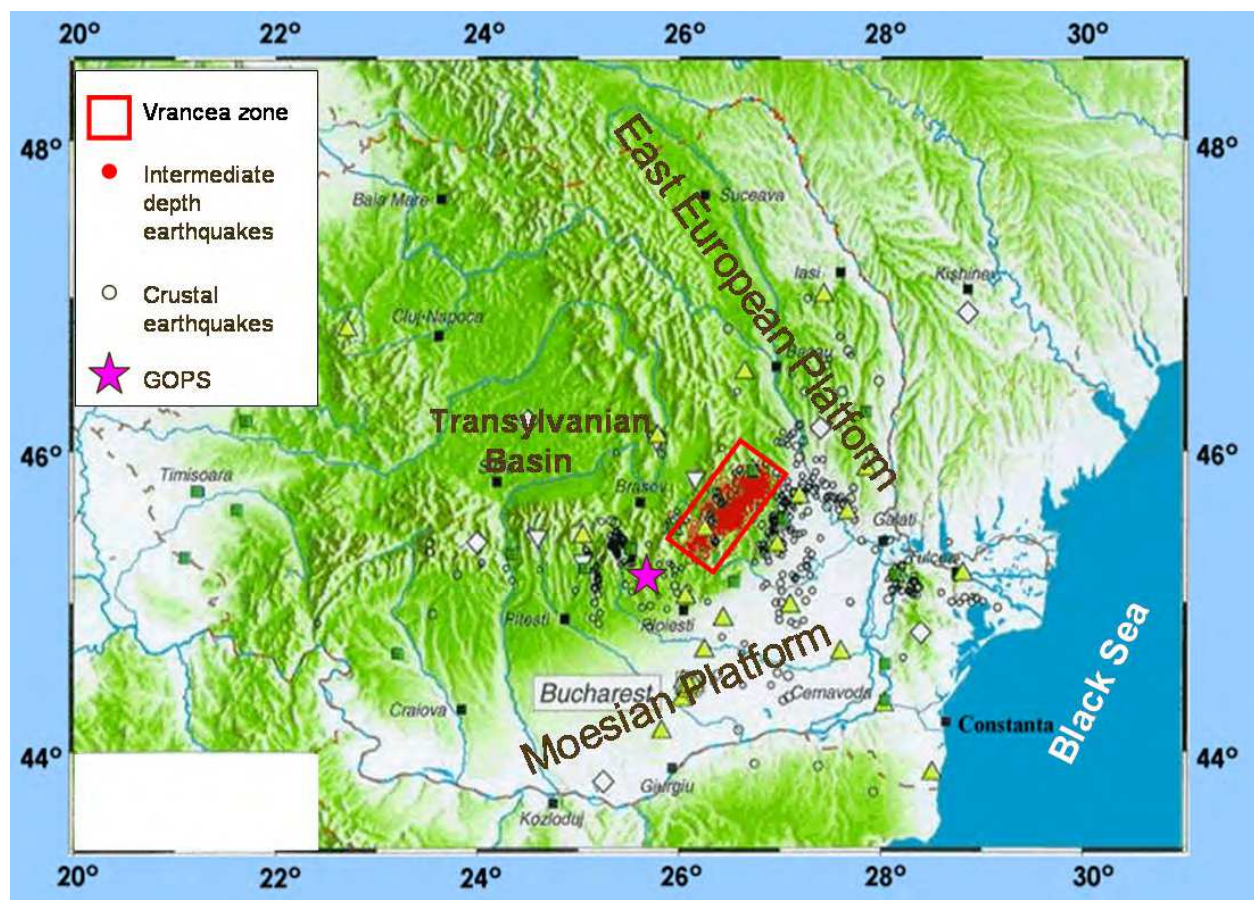 20° 22° 24° 26° 28° 30°
Vrancea zone
Intermediate
depth
earthquakes
Crustal
earthquakes
GOPS
48° 48°
East European Platform
Baia Mare
Suceava
Iasi
Kishinev
Cluj-Napoca
Bacau
Transylvanian
Basin
46° 46°
Timisoara
Brasov
Galati
Tulcea
Pitesti
Ploiesti
Moesian Platform
Bucharest
Cernavoda
Craiova
Constanta
Black Sea
44° 44°
Giurgiu
Kozloduj
20° 22° 24° 26° 28° 30°